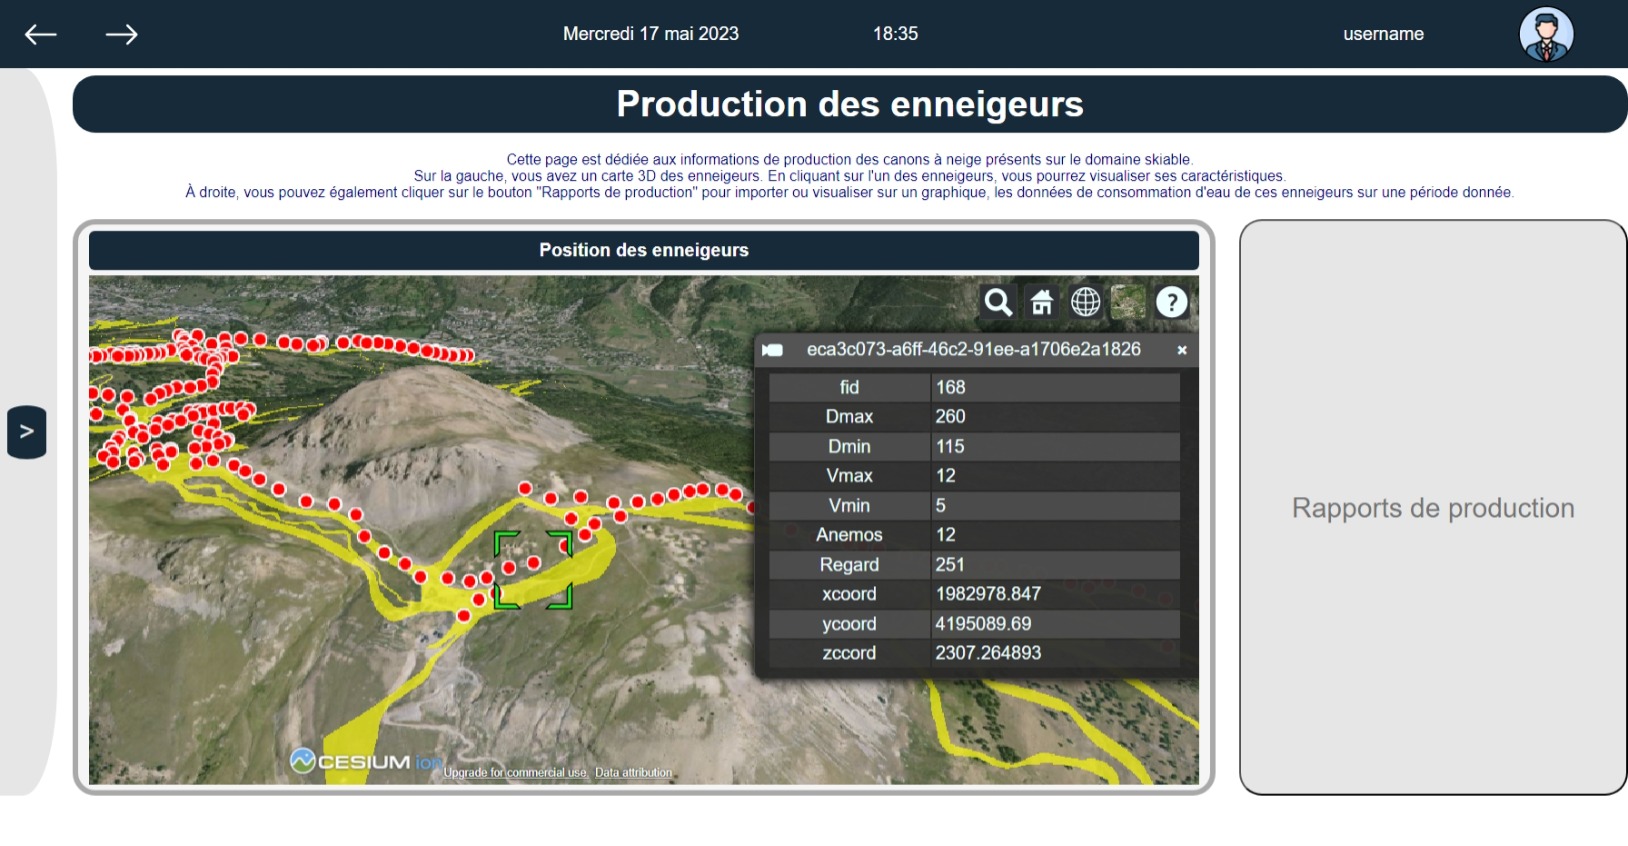 Mercredi 17 mai 2023 18:35 username
Production des enneigeurs
Cette page est dédiée aux informations de production des canons à neige présents sur le domaine skiable.
Sur la gauche, vous avez un carte 3D des enneigeurs. En cliquant sur l'un des enneigeurs, vous pourrez visualiser ses caractéristiques.
À droite, vous pouvez également cliquer sur le bouton "Rapports de production" pour importer ou visualiser sur un graphique, les données de consommation d'eau de ces enneigeurs sur une période donnée.
Position des enneigeurs
?
eca3c073-a6ff-46c2-91ee-a1706e2a1826 ×
fid 168
Dmax 260
Dmin 115
Vmax 12
Vmin 5
Anemos 12
Regard 251
xcoord 1982978.847
ycoord 4195089.69
zccord 2307.264893
>
Rapports de production
CESIUM ion
Upgrade for commercial use. Data attribution